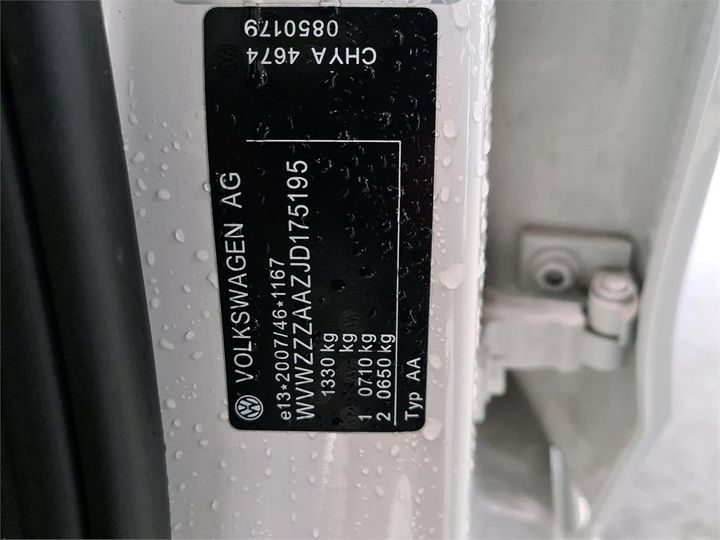 VOLKSWAGEN AG
e13*2007/46*1167
WVWZZZAAZJD175195
1330 kg
kg
1 0710 kg
2 0650 kg
Typ AA
CHYA 4674
0850179